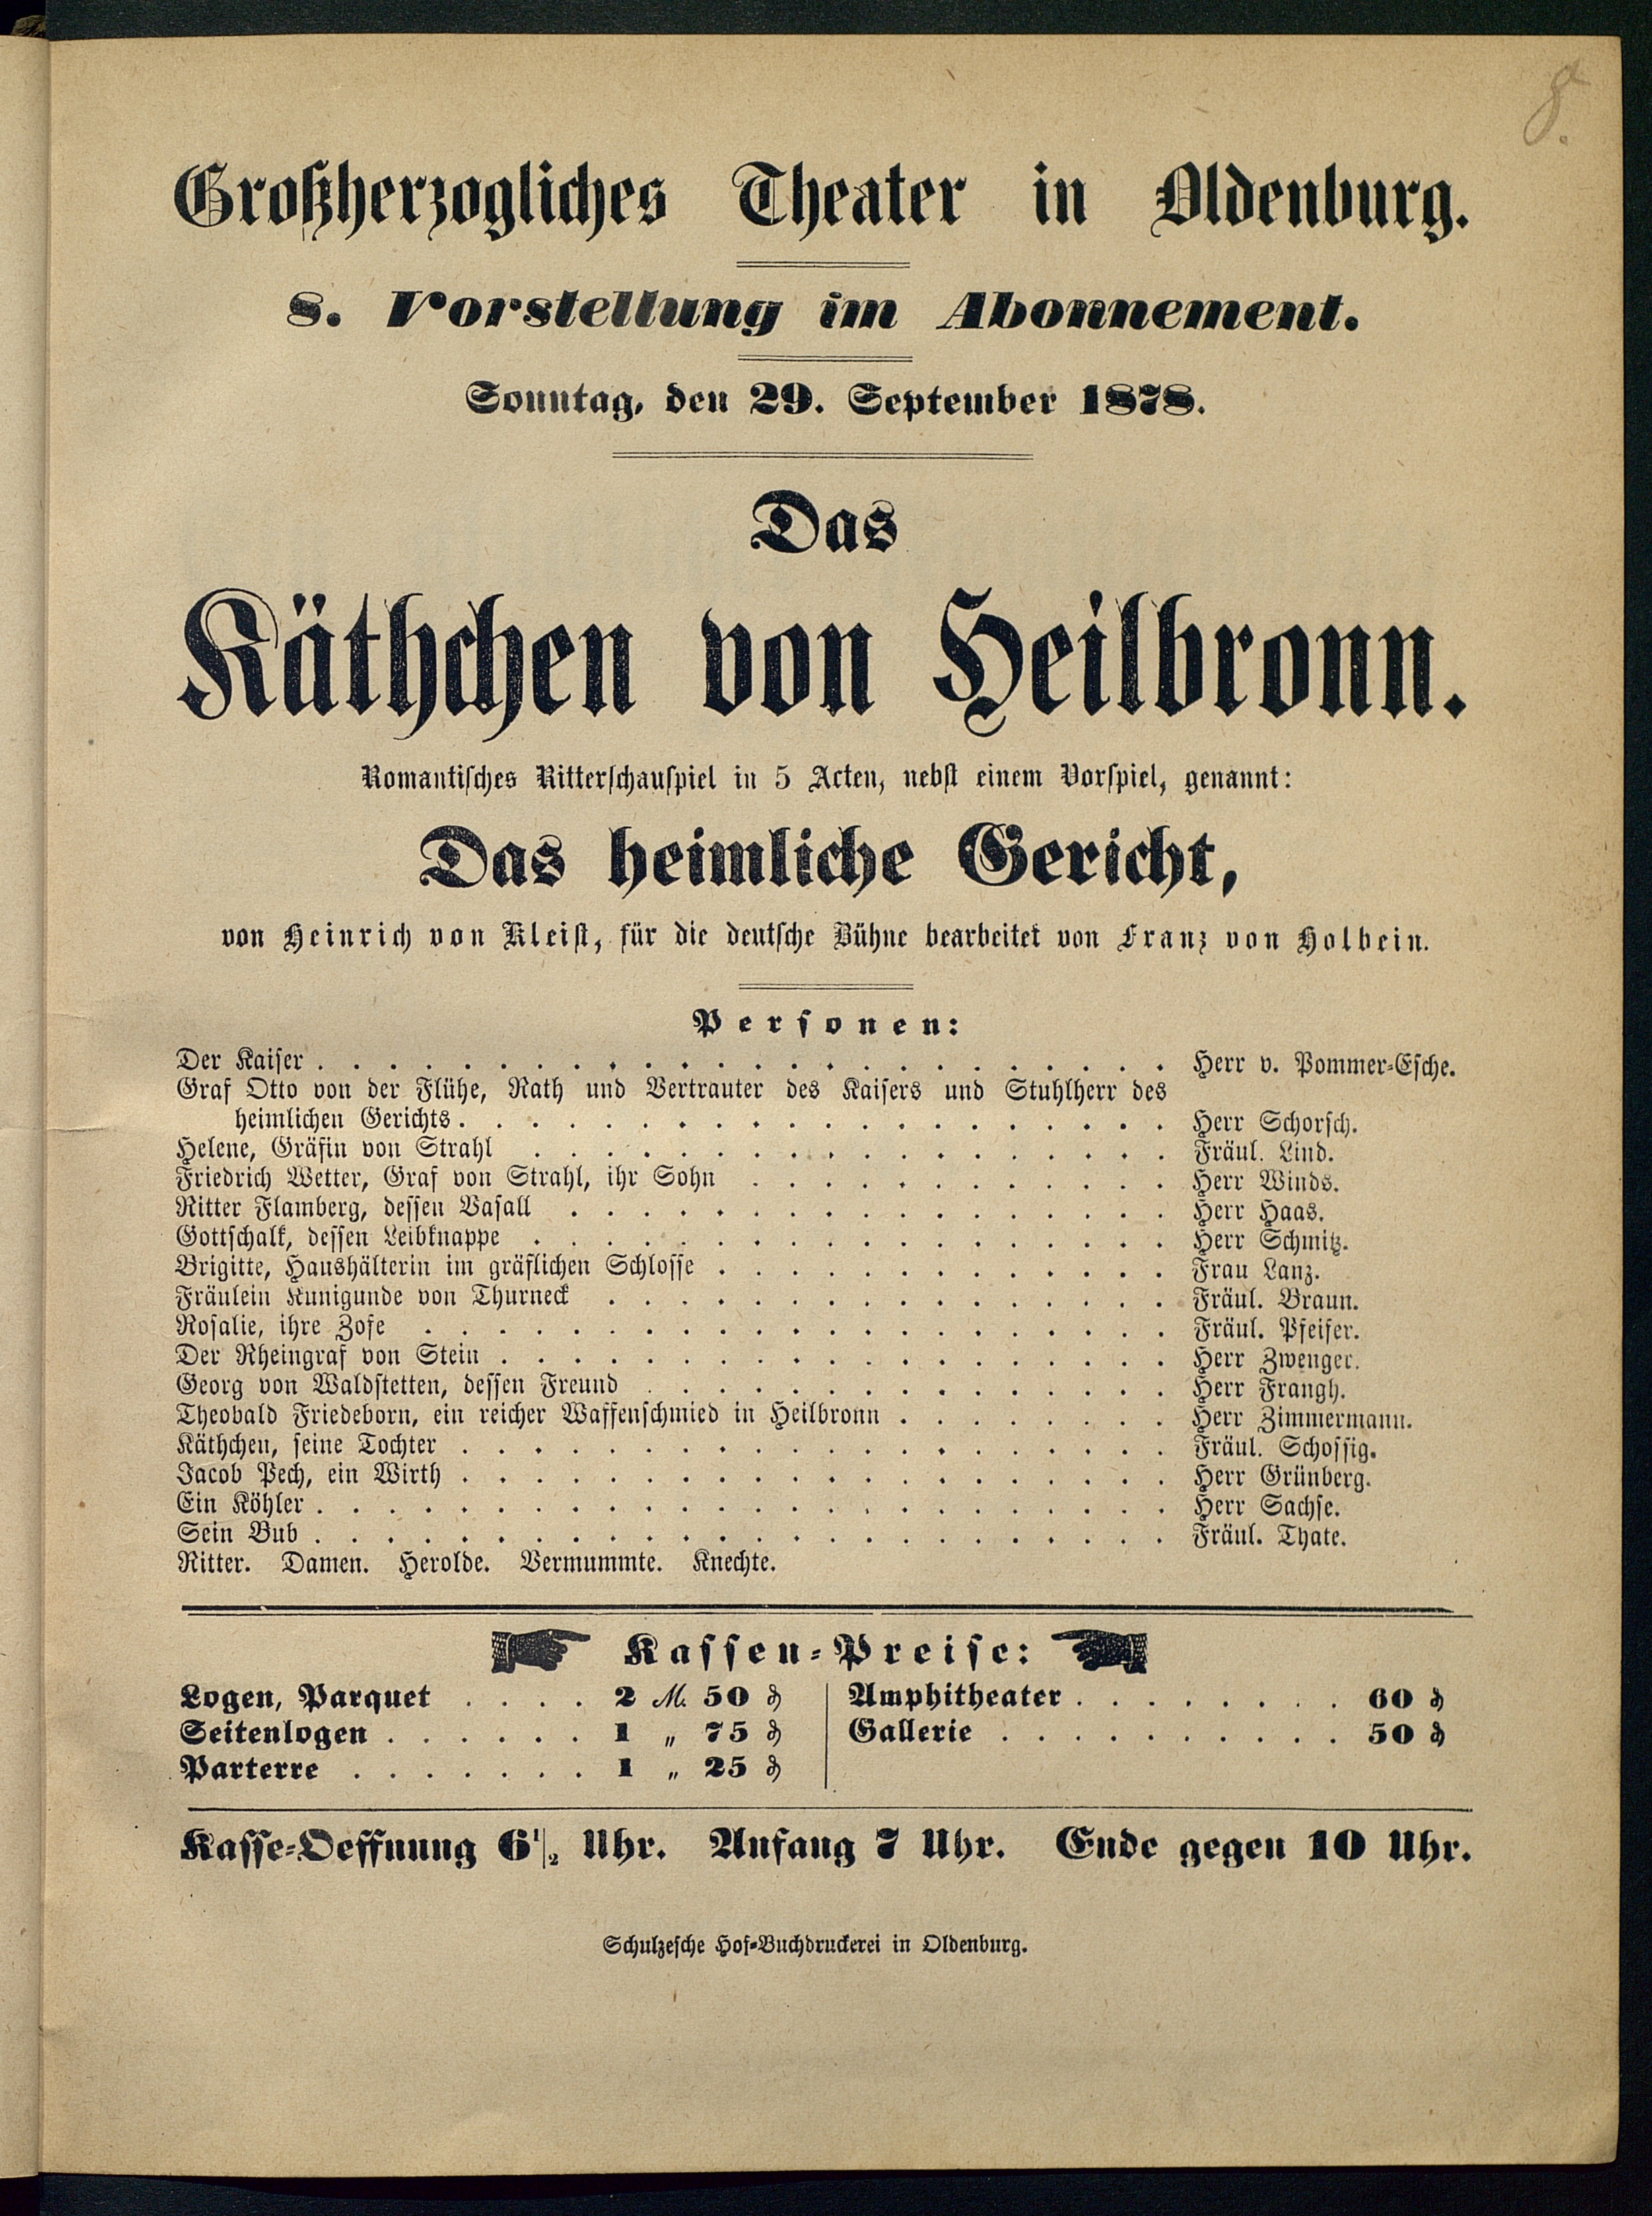 8.
Großherzogliches Theater in Oldenburg.
8. Vorstellung im Abonnement.
Sonntag, den 29. September 1878.
Das
Käthchen von Heilbronn.
Romantisches Ritterschauspiel in 5 Acten, nebst einem Vorspiel, genannt:
Das heimliche Gericht,
von Heinrich von Kleist, für die deutsche Bühne bearbeitet von Franz von Holbein.
Personen:
Der Kaiser . . . . . Herr v. Pommer-Esche.
Graf Otto von der Flühe, Rath und Vertrauter des Kaisers und Stuhlherr des
heimlichen Gerichts . . . . . Herr Schorsch.
Helene, Gräfin von Strahl . . . . . Fräul. Lind.
Friedrich Wetter, Graf von Strahl, ihr Sohn . . . . . Herr Winds.
Ritter Flamberg, dessen Vasall . . . . . Herr Haas.
Gottschalk, dessen Leibknappe . . . . . Herr Schmitz.
Brigitte, Haushälterin im gräflichen Schlosse . . . . . Frau Lanz.
Fräulein Kunigunde von Thurneck . . . . . Fräul. Braun.
Rosalie, ihre Zofe . . . . . Fräul. Pfeifer.
Der Rheingraf von Stein . . . . . Herr Zwenger.
Georg von Waldstetten, dessen Freund . . . . . Herr Frangh.
Theobald Friedeborn, ein reicher Waffenschmied in Heilbronn . . . . . Herr Zimmermann.
Käthchen, seine Tochter . . . . . Fräul. Schossig.
Jacob Pech, ein Wirth . . . . . Herr Grünberg.
Ein Köhler . . . . . Herr Sachse.
Sein Bub . . . . . Fräul. Thate.
Ritter. Damen. Herolde. Vermummte. Knechte.
Kassen-Preise:
Logen, Parquet . . . . 2 M. 50 ₰
Seitenlogen . . . . . . 1 „ 75 ₰
Parterre . . . . . . . 1 „ 25 ₰
Amphitheater . . . . . . . . 60 ₰
Gallerie . . . . . . . . . . 50 ₰
Kasse-Oeffnung 6 1/2 Uhr. Anfang 7 Uhr. Ende gegen 10 Uhr.
Schulzesche Hof-Buchdruckerei in Oldenburg.